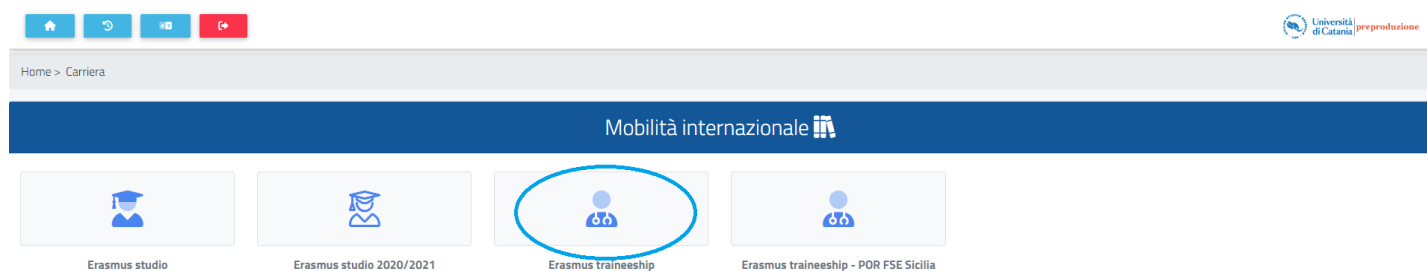 Università
di Catania
preproduzione
Home > Carriera
Mobilità internazionale
Erasmus studio
Erasmus studio 2020/2021
Erasmus traineeship
Erasmus traineeship - POR FSE Sicilia